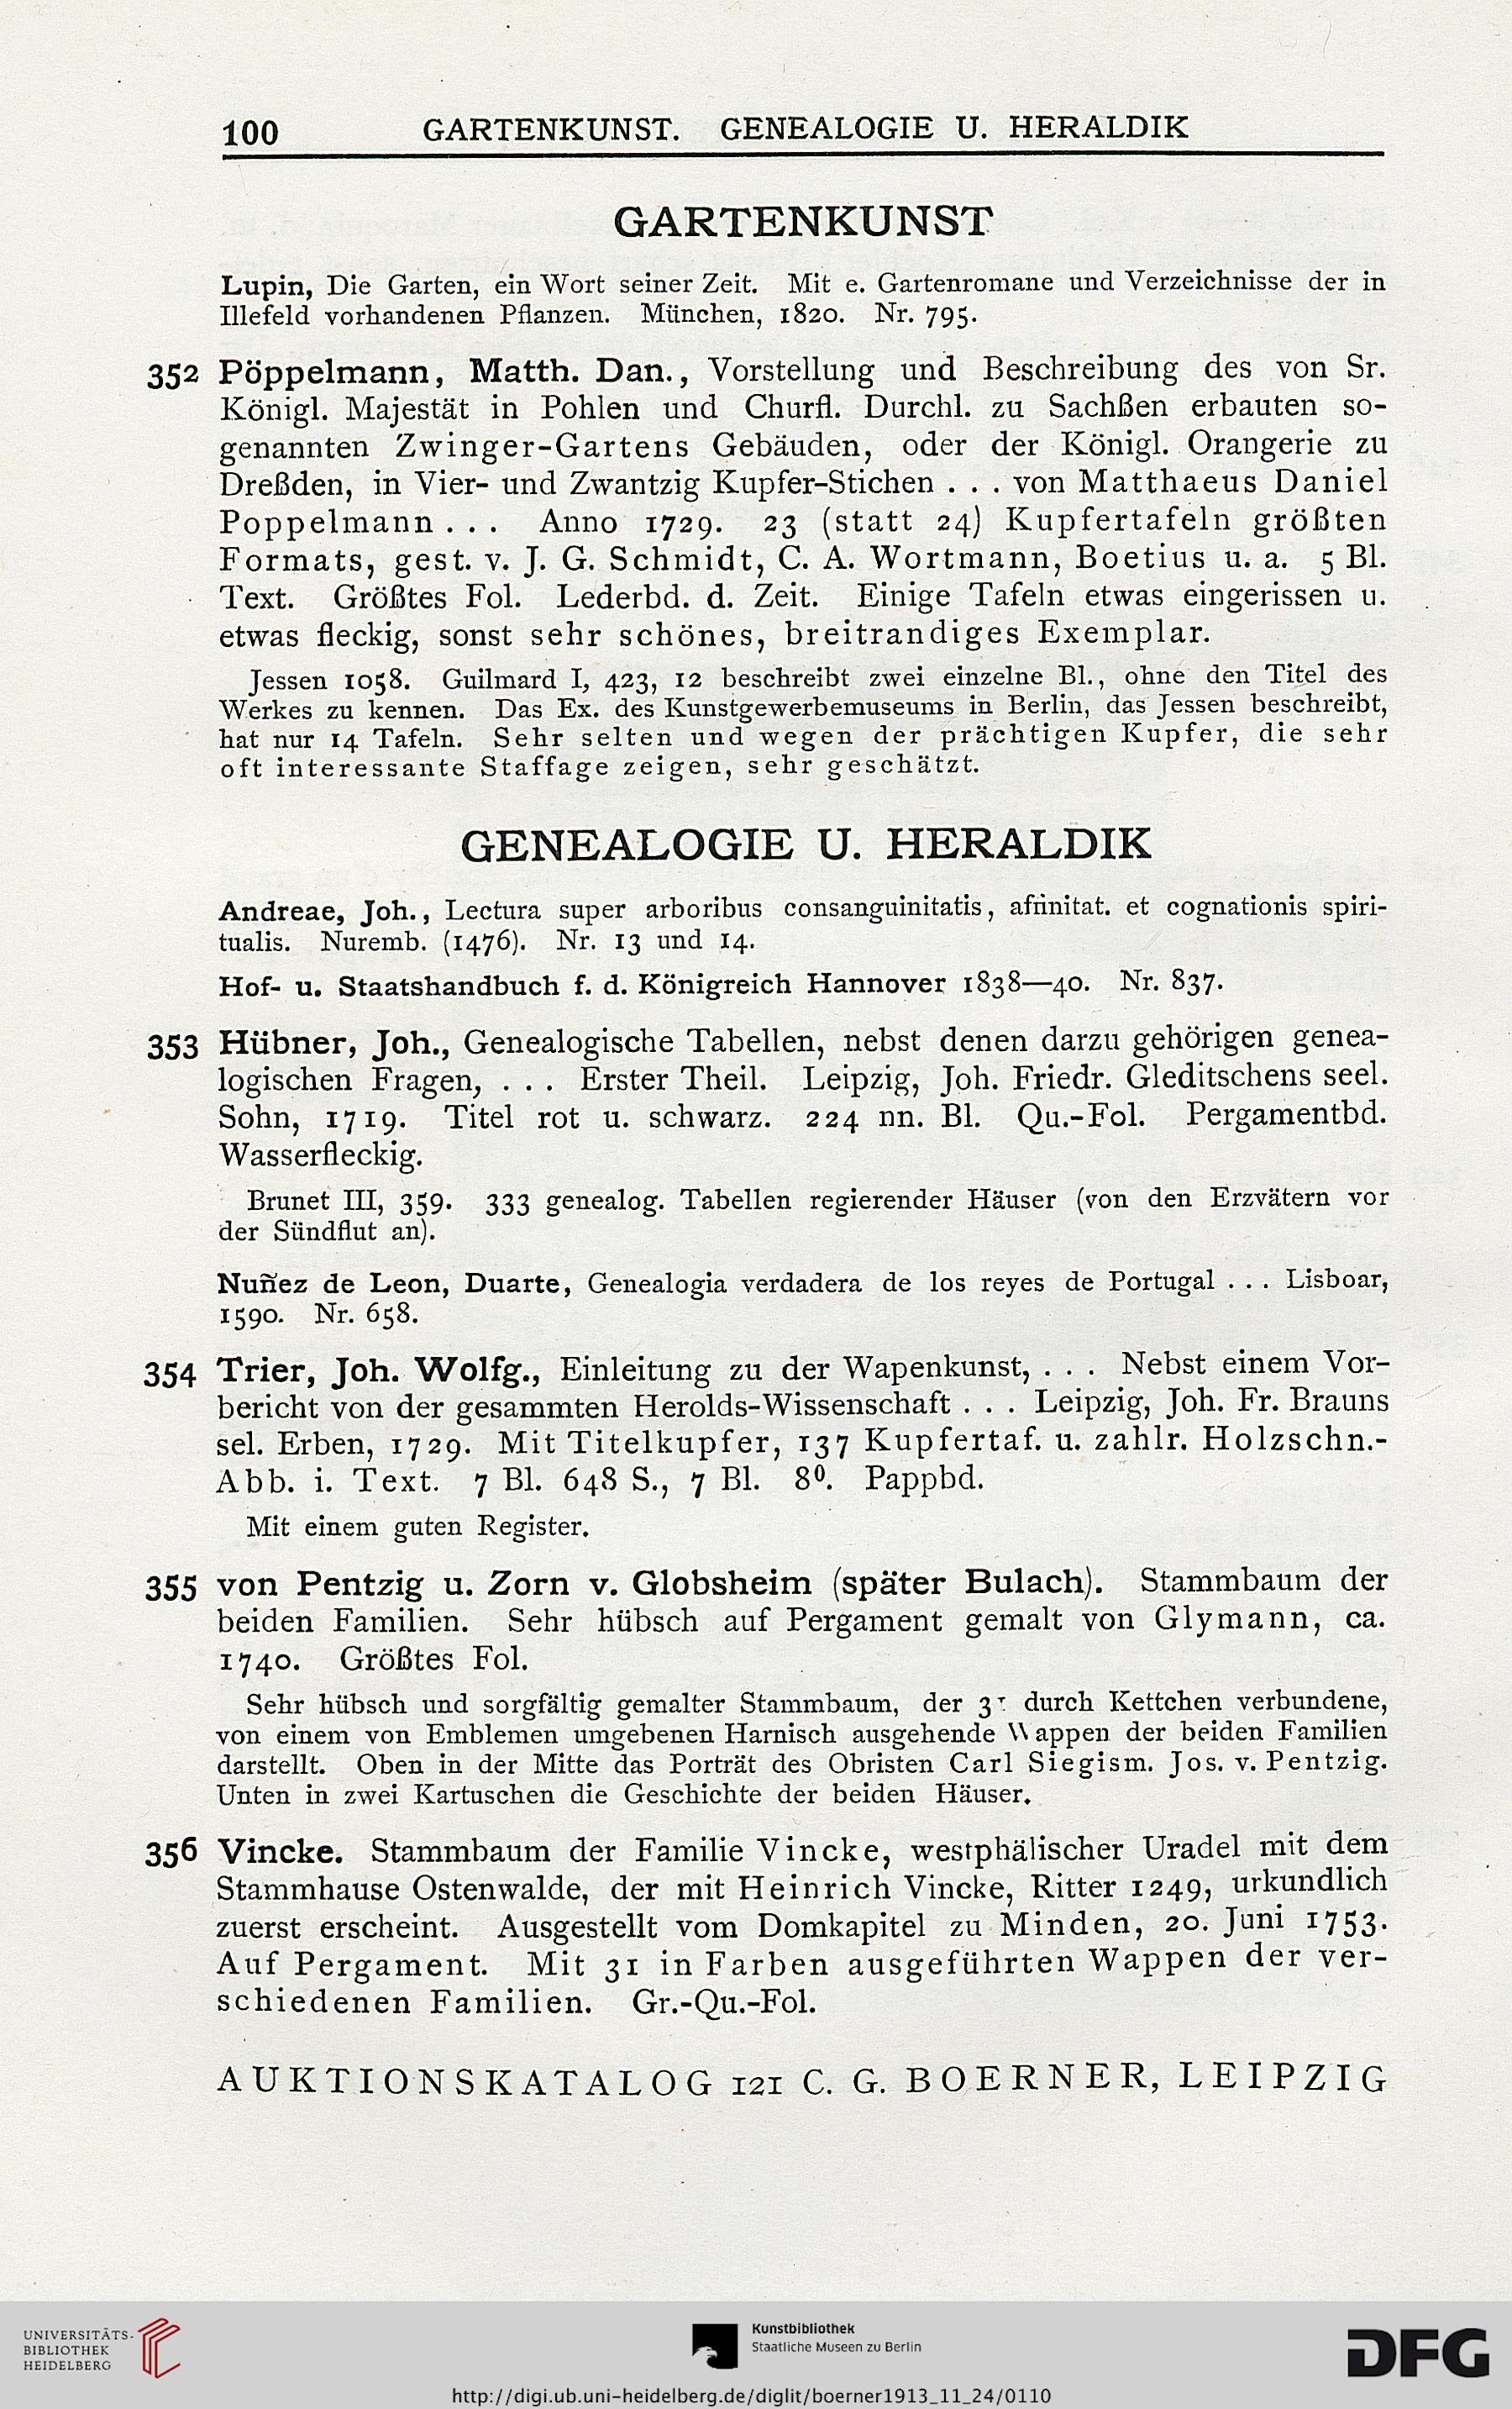 100 GARTENKUNST. GENEALOGIE U. HERALDIK
GARTENKUNST
Lupin, Die Garten, ein Wort seiner Zeit. Mit e. Gartenromane und Verzeichnisse der in
Illefeld vorhandenen Pflanzen. München, 1820. Nr. 795.
352 Pöppelmann, Matth. Dan., Vorstellung und Beschreibung des von Sr.
Königl. Majestät in Pohlen und Churfl. Durchl. zu Sachßen erbauten so-
genannten Zwinger-Gartens Gebäuden, oder der Königl. Orangerie zu
Dreßden, in Vier- und Zwantzig Kupfer-Stichen . . . von Matthaeus Daniel
Poppelmann . . . Anno 1729. 23 (statt 24) Kupfertafeln größten
Formats, gest. v. J. G. Schmidt, C. A. Wortmann, Boetius u. a. 5 Bl.
Text. Größtes Fol. Lederbd. d. Zeit. Einige Tafeln etwas eingerissen u.
etwas fleckig, sonst sehr schönes, breitrandiges Exemplar.
Jessen 1058. Guilmard I, 423, 12 beschreibt zwei einzelne Bl., ohne den Titel des
Werkes zu kennen. Das Ex. des Kunstgewerbemuseums in Berlin, das Jessen beschreibt,
hat nur 14 Tafeln. Sehr selten und wegen der prächtigen Kupfer, die sehr
oft interessante Staffage zeigen, sehr geschätzt.
GENEALOGIE U. HERALDIK
Andreae, Joh., Lectura super arboribus consanguinitatis, affinitat. et cognationis spiri-
tualis. Nuremb. (1476). Nr. 13 und 14.
Hof- u. Staatshandbuch f. d. Königreich Hannover 1838—40. Nr. 837.
353 Hübner, Joh., Genealogische Tabellen, nebst denen darzu gehörigen genea-
logischen Fragen, . . . Erster Theil. Leipzig, Joh. Friedr. Gleditschens seel.
Sohn, 1719. Titel rot u. schwarz. 224 nn. Bl. Qu.-Fol. Pergamentbd.
Wasserfleckig.
Brunet III, 359. 333 genealog. Tabellen regierender Häuser (von den Erzvätern vor
der Sündflut an).
Nuñez de Leon, Duarte, Genealogia verdadera de los reyes de Portugal . . . Lisboar,
1590. Nr. 658.
354 Trier, Joh. Wolfg., Einleitung zu der Wapenkunst, . . . Nebst einem Vor-
bericht von der gesammten Herolds-Wissenschaft . . . Leipzig, Joh. Fr. Brauns
sel. Erben, 1729. Mit Titelkupfer, 137 Kupfertaf. u. zahlr. Holzschn.-
Abb. i. Text. 7 Bl. 648 S., 7 Bl. 8⁰. Pappbd.
Mit einem guten Register.
355 von Pentzig u. Zorn v. Globsheim (später Bulach). Stammbaum der
beiden Familien. Sehr hübsch auf Pergament gemalt von Glymann, ca.
1740. Größtes Fol.
Sehr hübsch und sorgfältig gemalter Stammbaum, der 31 durch Kettchen verbundene,
von einem von Emblemen umgebenen Harnisch ausgehende Wappen der beiden Familien
darstellt. Oben in der Mitte das Porträt des Obristen Carl Siegism. Jos. v. Pentzig.
Unten in zwei Kartuschen die Geschichte der beiden Häuser.
356 Vincke. Stammbaum der Familie Vincke, westphälischer Uradel mit dem
Stammhause Ostenwalde, der mit Heinrich Vincke, Ritter 1249, urkundlich
zuerst erscheint. Ausgestellt vom Domkapitel zu Minden, 20. Juni 1753.
Auf Pergament. Mit 31 in Farben ausgeführten Wappen der ver-
schiedenen Familien. Gr.-Qu.-Fol.
AUKTIONSKATALOG 121 C. G. BOERNER, LEIPZIG
UNIVERSITÄTS-
BIBLIOTHEK
HEIDELBERG
Kunstbibliothek
Staatliche Museen zu Berlin
DFG
http://digi.ub.uni-heidelberg.de/diglit/boerner1913_11_24/0110